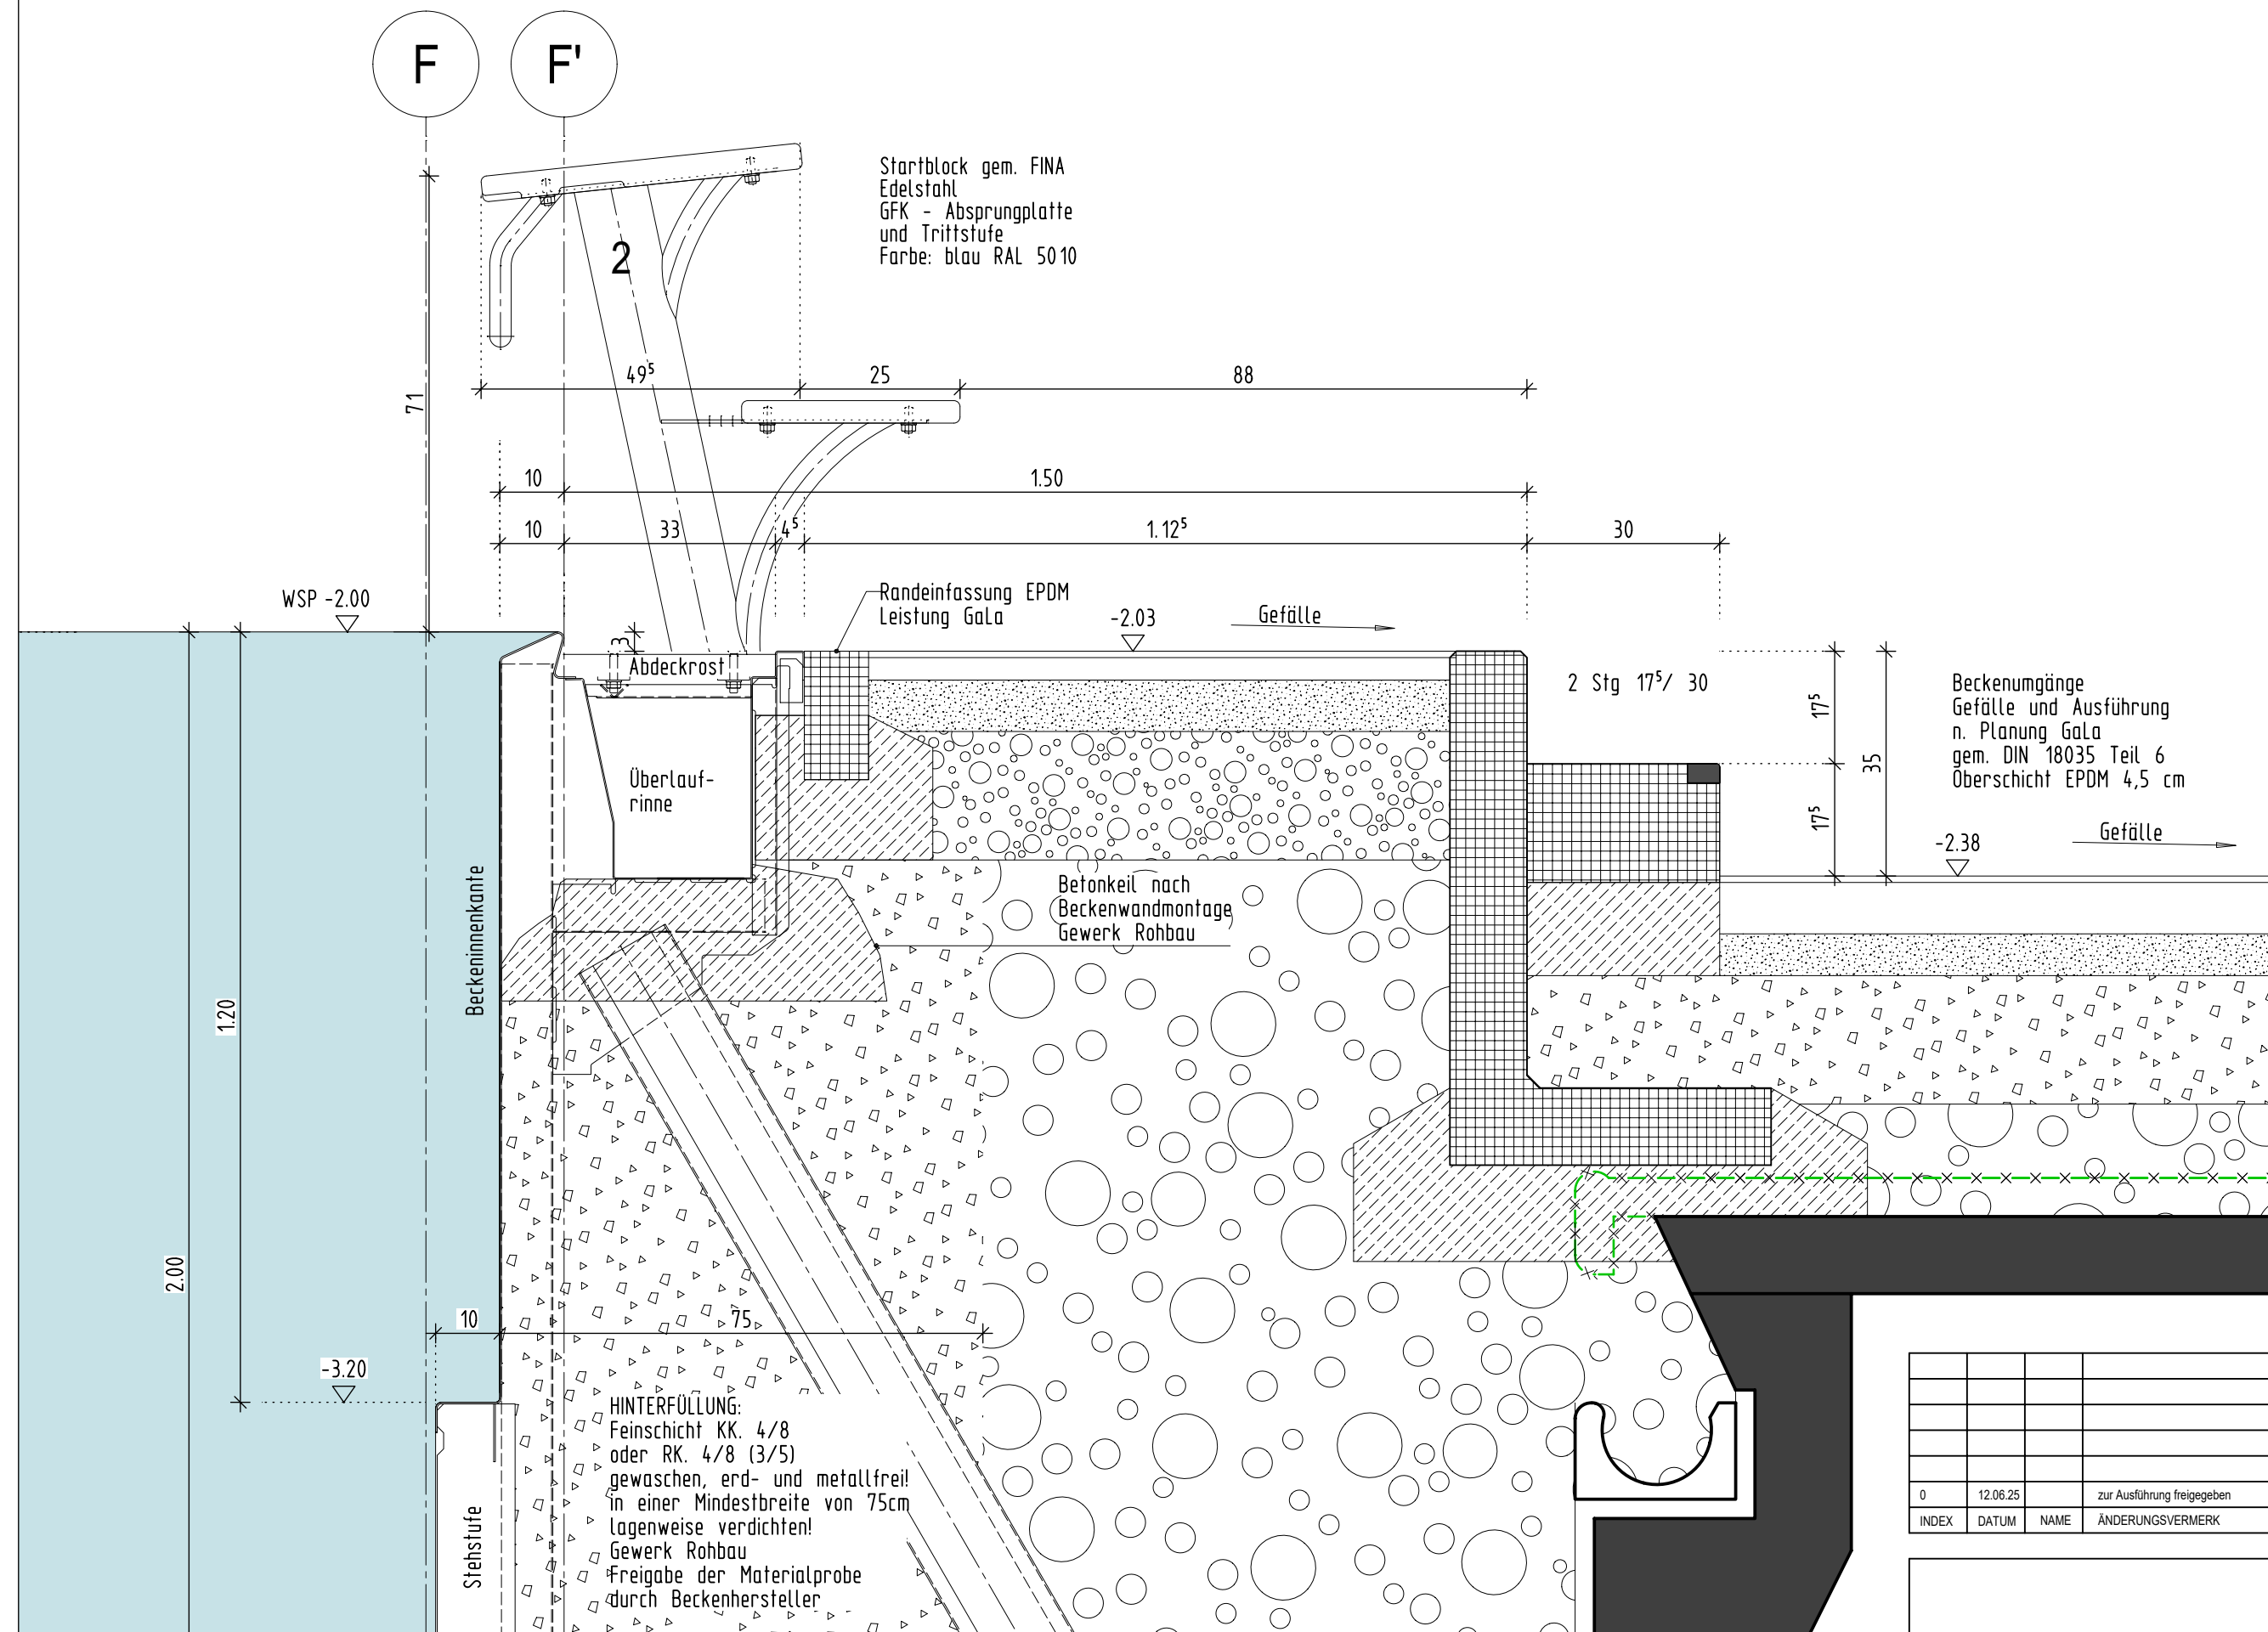 F
F'
Startblock gem. FINA
Edelstahl
GFK - Absprungplatte
und Trittstufe
Farbe: blau RAL 5010
2
71
49⁵
25
88
10
1.50
10
33
4⁵
1.12⁵
30
WSP -2.00
Randeinfassung EPDM
Leistung GaLa
-2.03
Gefälle
3
Abdeckrost
2 Stg 17⁵/ 30
17⁵
35
17⁵
Beckenumgänge
Gefälle und Ausführung
n. Planung GaLa
gem. DIN 18035 Teil 6
Oberschicht EPDM 4,5 cm
Überlauf-
rinne
-2.38
Gefälle
Beckeninnenkante
Betonkeil nach
Beckenwandmontage
Gewerk Rohbau
1.20
2.00
10
75
-3.20
Stehstufe
HINTERFÜLLUNG:
Feinschicht KK. 4/8
oder RK. 4/8 (3/5)
gewaschen, erd- und metallfrei!
in einer Mindestbreite von 75cm
lagenweise verdichten!
Gewerk Rohbau
Freigabe der Materialprobe
durch Beckenhersteller
0 12.06.25 zur Ausführung freigegeben
INDEX DATUM NAME ÄNDERUNGSVERMERK